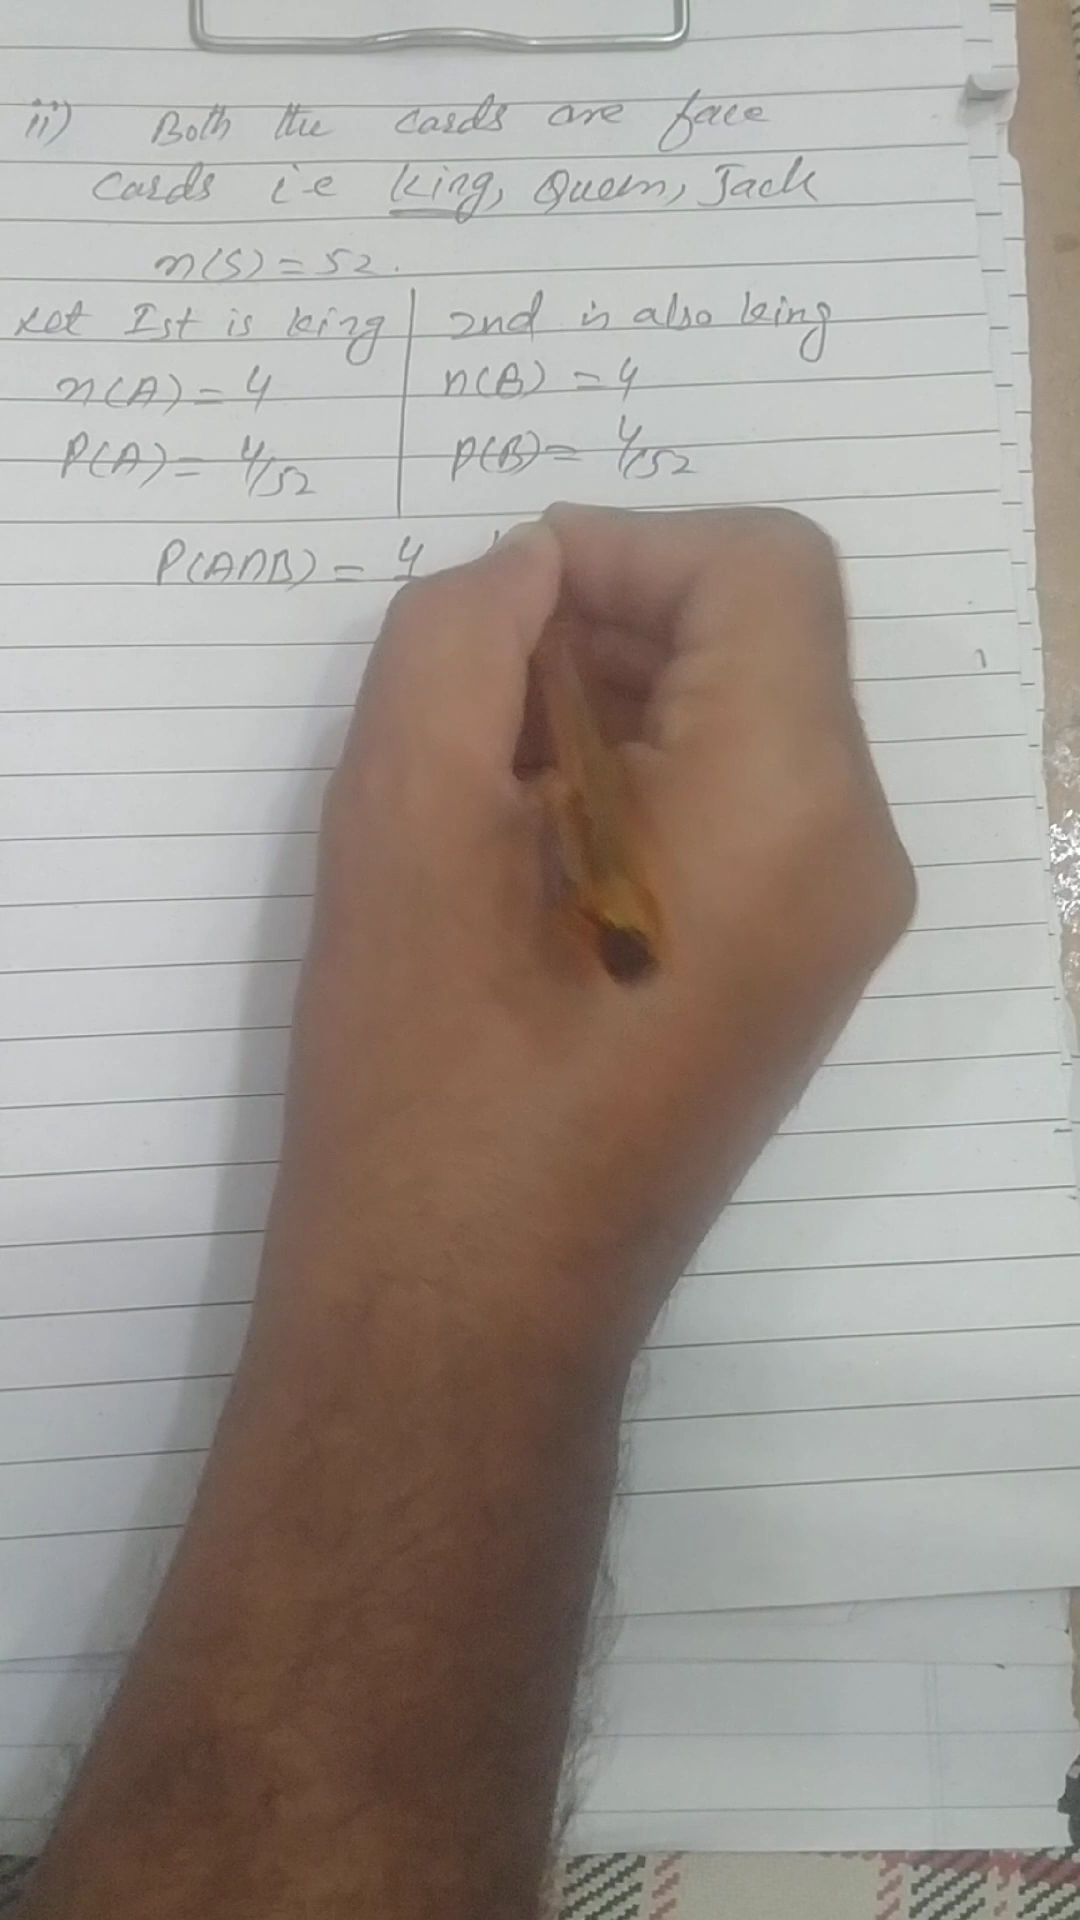 ii) Both the cards are face
cards i.e king, Queen, Jack
n(S) = 52.
Let Ist is king | 2nd is also king
n(A) = 4 | n(B) = 4
P(A) = 4/52 | P(B) = 4/52
P(A∩B) = 4